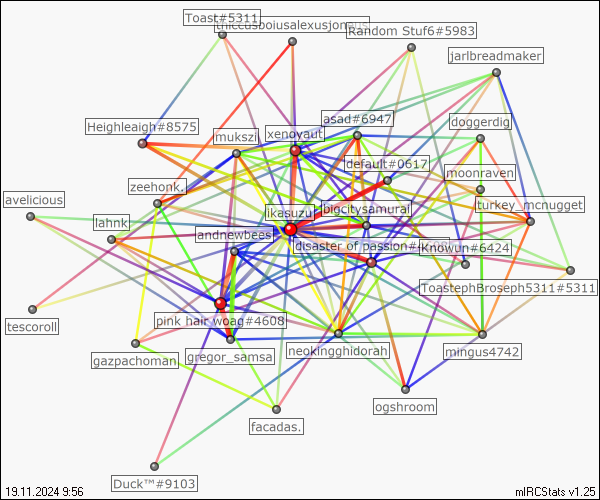 Toast#5311
Random Stuf6#5983
jarlbreadmaker
asad#6947
doggerdig
Heighleaigh#8575
mukszi
xenoyaut
default#0617
moonraven
zeehonk.
avelicious
ikasuzu
bigcitysamurai
turkey_mcnugget
lahnk
andnewbees
disaster of passion
Knowun#6424
ToastephBroseph5311#5311
pink hair woag#4608
tescoroll
gazpachoman.
gregor_samsa
neokingghidorah
mingus4742
ogshroom
facadas.
Duck™#9103
19.11.2024 9:56
mIRCStats v1.25